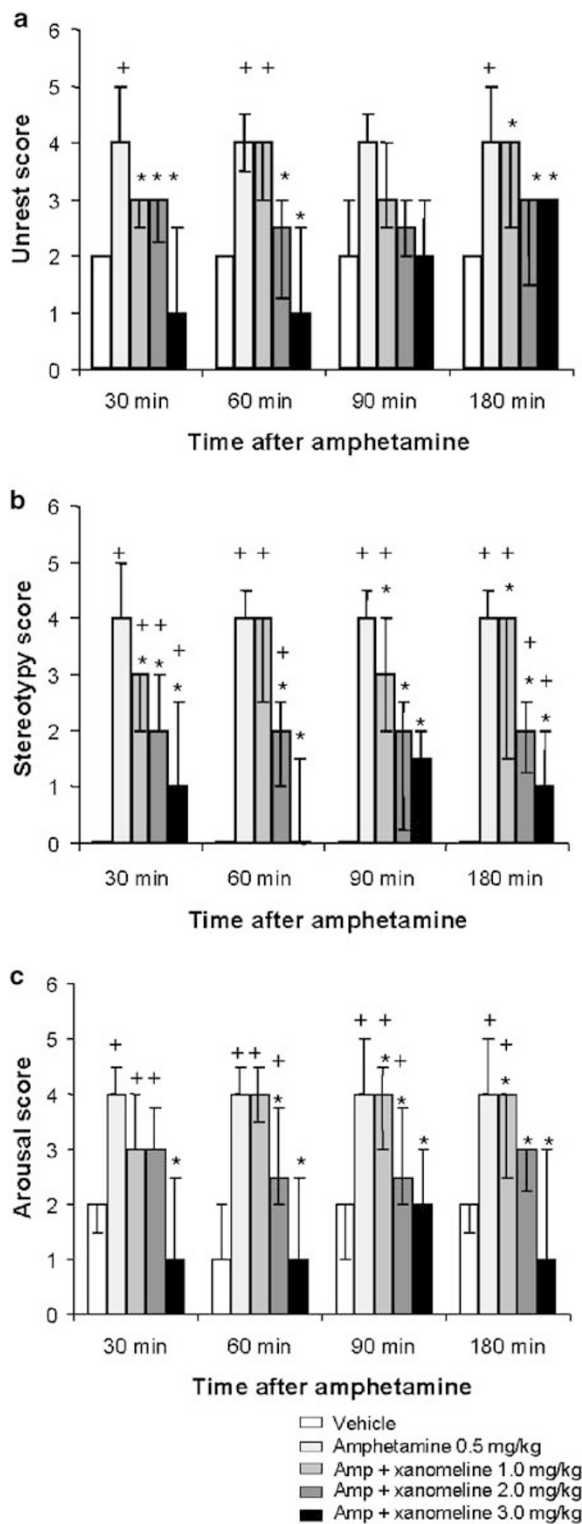 a
6
5
4
3
2
1
0
Unrest score
+ + + +
* * * * * * * *
30 min 60 min 90 min 180 min
Time after amphetamine
b
6
5
4
3
2
1
0
Stereotypy score
+ + + + + + +
+ + + + + +
* * * * * * * * * * *
30 min 60 min 90 min 180 min
Time after amphetamine
c
6
5
4
3
2
1
0
Arousal score
+ + + + + + + + + + +
* * * * * * * * *
30 min 60 min 90 min 180 min
Time after amphetamine
Vehicle
Amphetamine 0.5 mg/kg
Amp + xanomeline 1.0 mg/kg
Amp + xanomeline 2.0 mg/kg
Amp + xanomeline 3.0 mg/kg